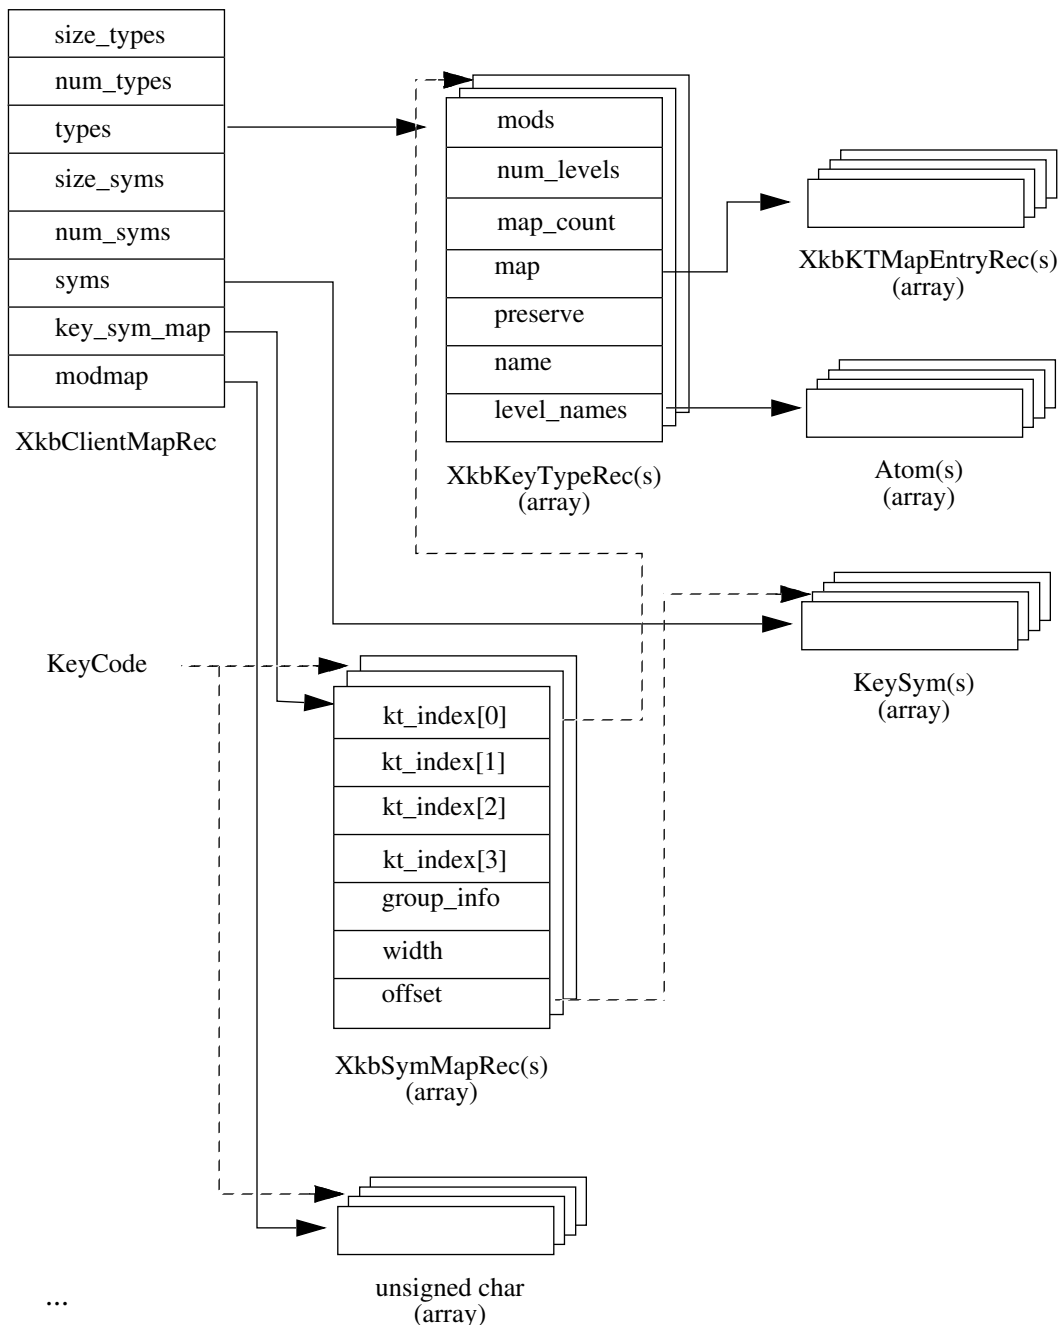 size_types
num_types
types
size_syms
num_syms
syms
key_sym_map
modmap
XkbClientMapRec
mods
num_levels
map_count
map
preserve
name
level_names
XkbKeyTypeRec(s)
(array)
XkbKTMapEntryRec(s)
(array)
Atom(s)
(array)
KeySym(s)
(array)
KeyCode
kt_index[0]
kt_index[1]
kt_index[2]
kt_index[3]
group_info
width
offset
XkbSymMapRec(s)
(array)
unsigned char
(array)
...